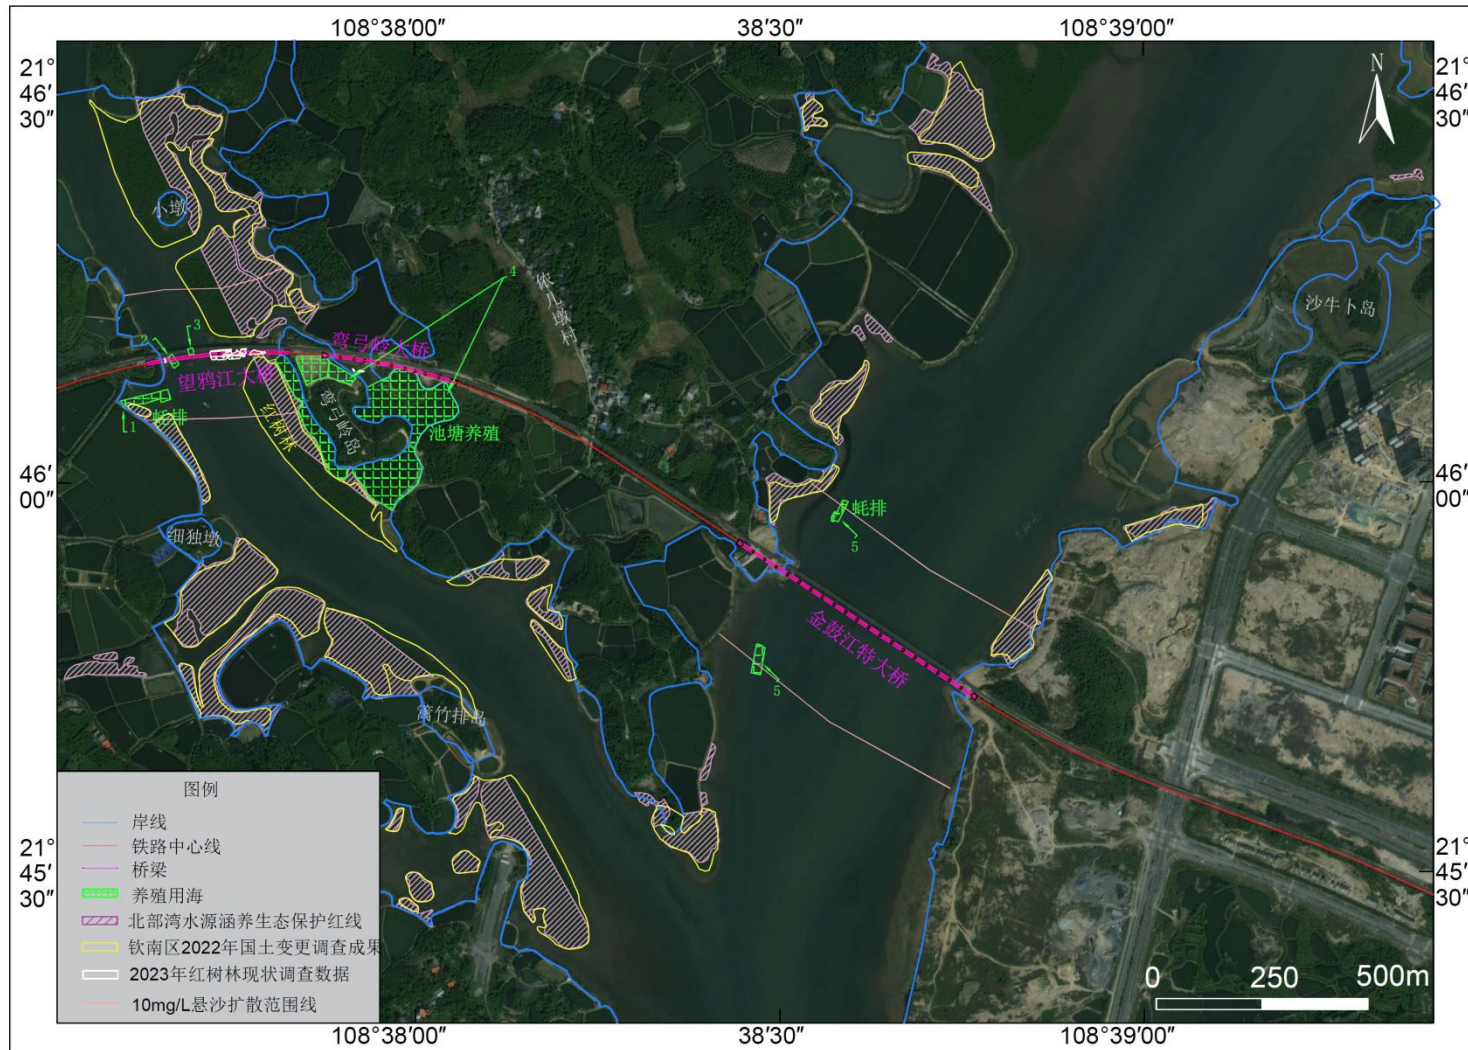 108°38′00″
38′30″
108°39′00″
21°
46′
30″
21°
46′
30″
N
小墩
4
依儿墩村
沙牛卜岛
2
3
弯弓岭大桥
望鸦江大桥
1
蚝排
红树林
弯弓岭岛
池塘养殖
46′
00″
46′
00″
蚝排
5
细独墩
金鼓江特大桥
5
篱竹排岛
图例
岸线
铁路中心线
桥梁
养殖用海
北部湾水源涵养生态保护红线
钦南区2022年国土变更调查成果
2023年红树林现状调查数据
10mg/L悬沙扩散范围线
21°
45′
30″
21°
45′
30″
0
250
500m
108°38′00″
38′30″
108°39′00″